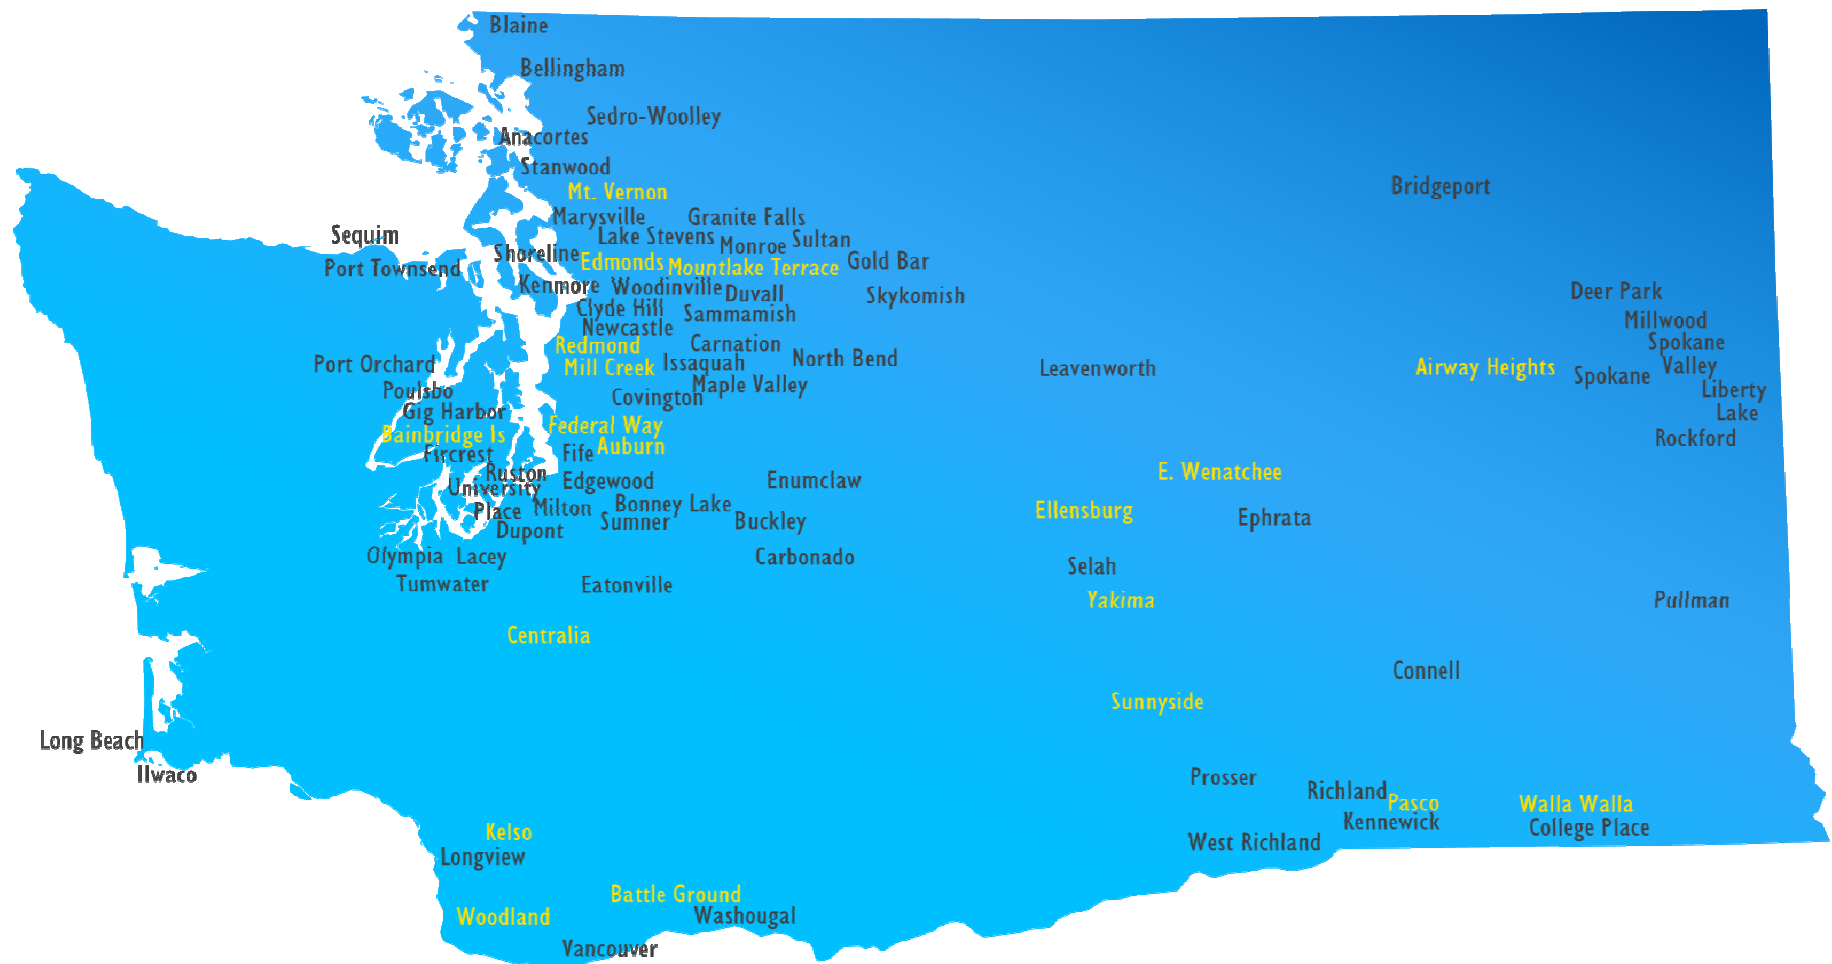 Blaine
Bellingham
Sedro-Woolley
Anacortes
Stanwood
Bridgeport
Mt. Vernon
Marysville
Granite Falls
Sequim
Lake Stevens
Monroe
Sultan
Shoreline
Edmonds
Mountlake Terrace
Gold Bar
Port Townsend
Kenmore
Woodinville
Duvall
Skykomish
Deer Park
Clyde Hill
Sammamish
Millwood
Newcastle
Redmond
Carnation
Spokane
Valley
Port Orchard
Mill Creek
Issaquah
North Bend
Leavenworth
Airway Heights
Spokane
Poulsbo
Maple Valley
Liberty
Lake
Covington
Gig Harbor
Bainbridge Is
Federal Way
Auburn
Rockford
Fircrest
Fife
Ruston
Edgewood
Enumclaw
E. Wenatchee
University
Place
Milton
Bonney Lake
Ellensburg
Ephrata
Sumner
Buckley
Dupont
Olympia
Lacey
Carbonado
Selah
Tumwater
Eatonville
Yakima
Pullman
Centralia
Connell
Sunnyside
Long Beach
Ilwaco
Prosser
Richland
Pasco
Walla Walla
Kennewick
College Place
Kelso
West Richland
Longview
Battle Ground
Woodland
Washougal
Vancouver